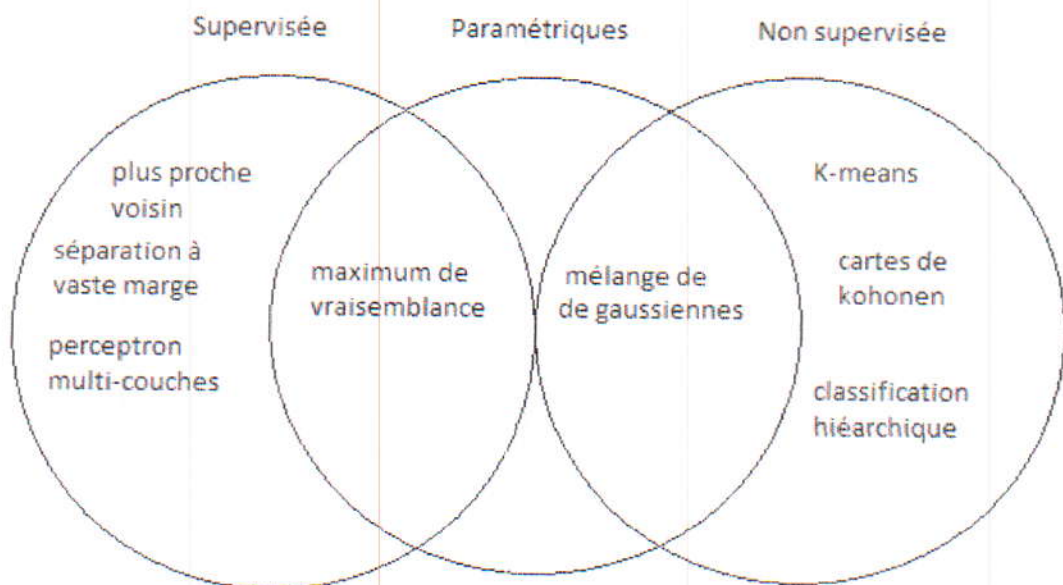 Supervisée
Paramétriques
Non supervisée
plus proche
voisin
séparation à
vaste marge
perceptron
multi-couches
maximum de
vraisemblance
mélange de
de gaussiennes
K-means
cartes de
kohonen
classification
hiéarchique